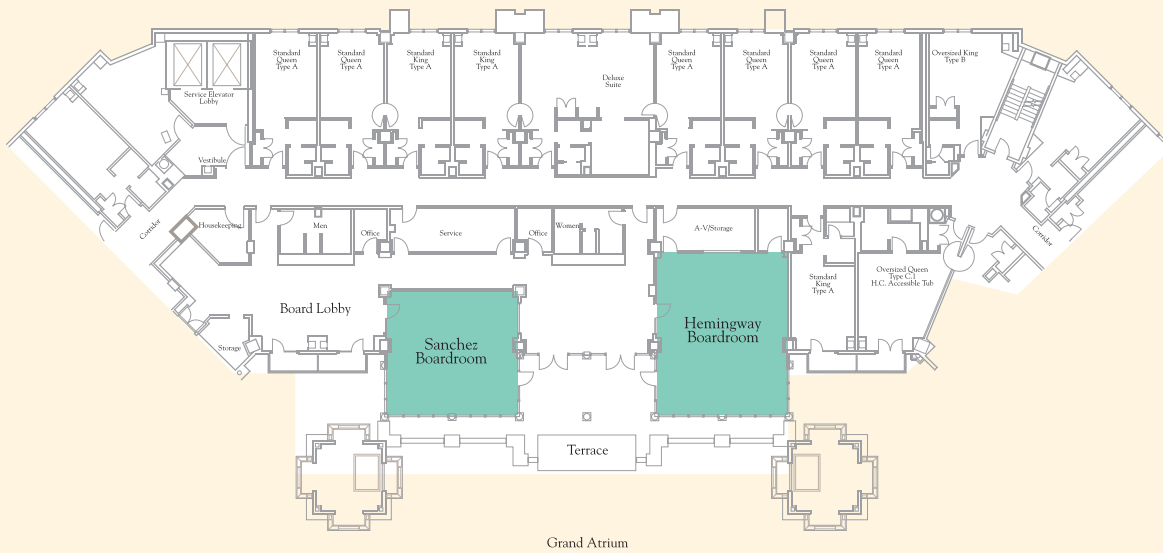 Standard
Queen
Type A
Standard
Queen
Type A
Standard
King
Type A
Standard
King
Type A
Deluxe
Suite
Standard
Queen
Type A
Standard
Queen
Type A
Standard
Queen
Type A
Standard
Queen
Type A
Oversized King
Type B
Service Elevator
Lobby
Vestibule
Corridor
Housekeeping
Men
Office
Service
Office
Women
A-V/Storage
Corridor
Standard
King
Type A
Oversized Queen
Type C.1
H.C. Accessible Tub
Board Lobby
Storage
Sanchez
Boardroom
Hemingway
Boardroom
Terrace
Grand Atrium